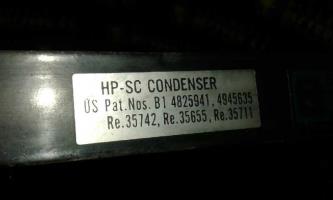 HP-SC CONDENSER
US Pat.Nos. B1 4825941, 4945635
Re.35742, Re.35655, Re.35711